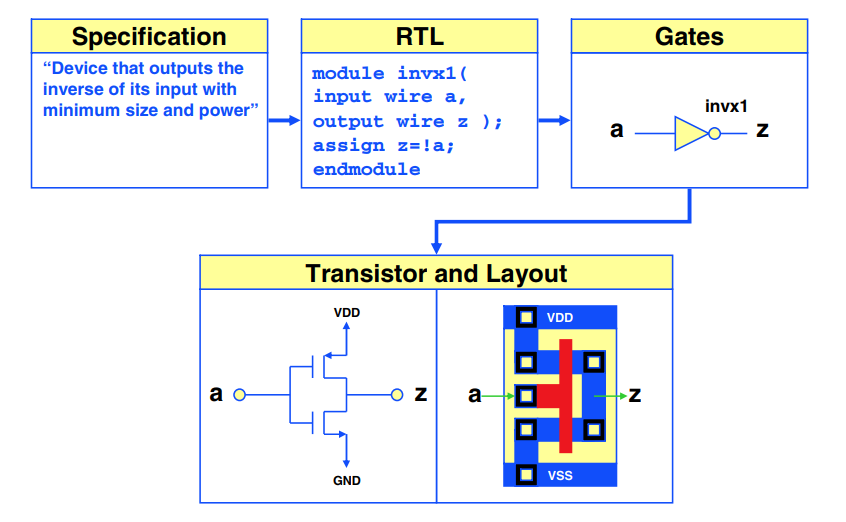 Specification
“Device that outputs the
inverse of its input with
minimum size and power”
RTL
module invx1(
input wire a,
output wire z );
assign z=!a;
endmodule
Gates
invx1
a
z
Transistor and Layout
VDD
a
z
GND
VDD
a
z
VSS